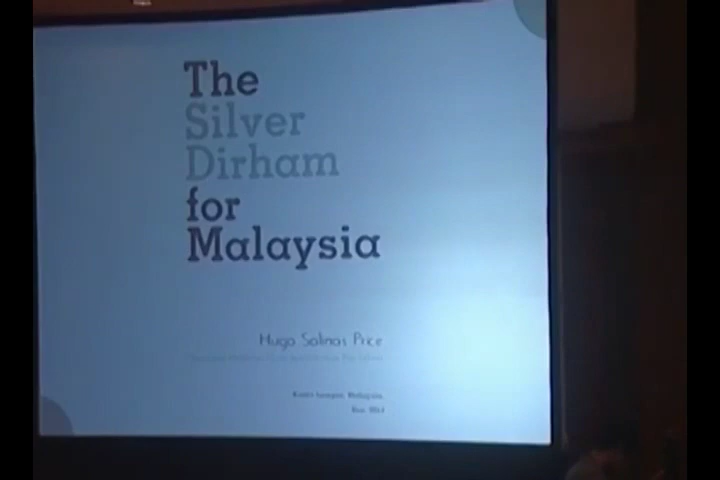 The
Silver
Dirham
for
Malaysia
Hugo Salinas Price
Kuala Lumpur, Malaysia